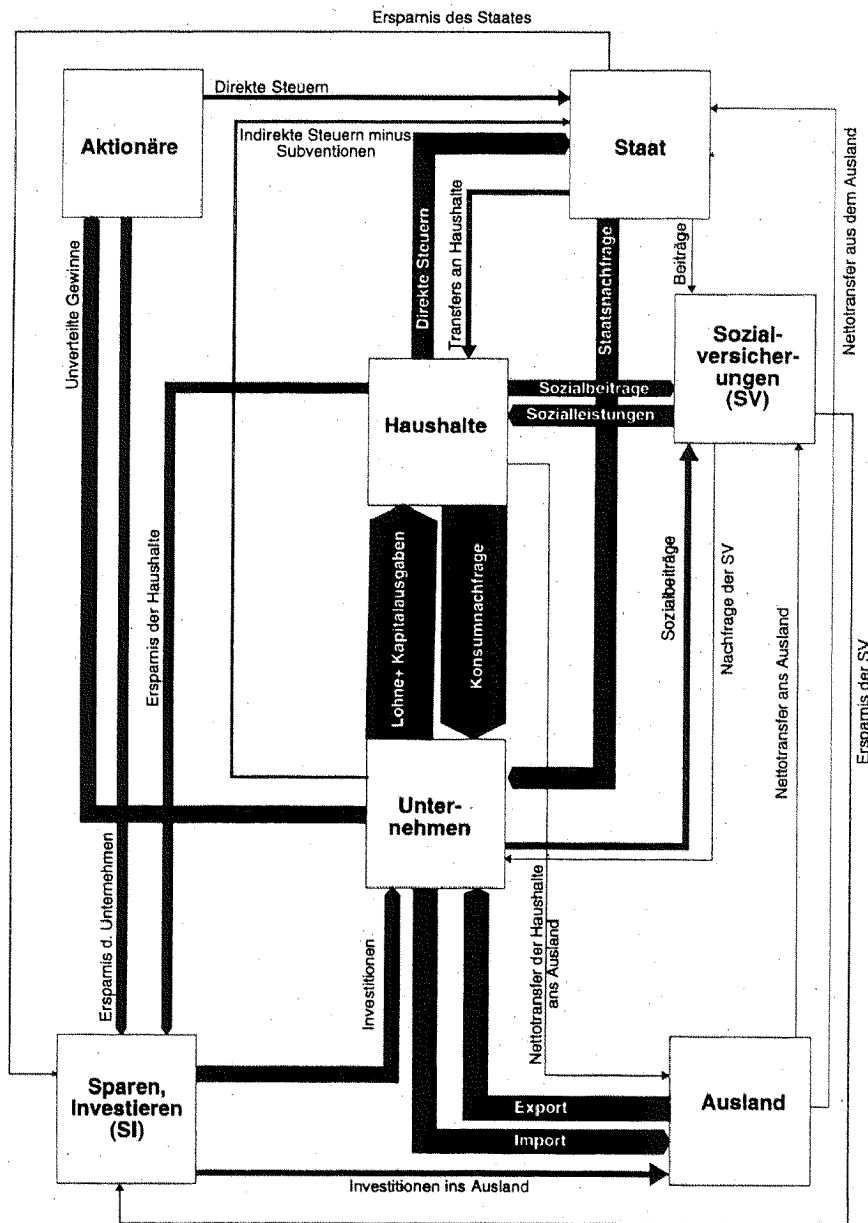 Ersparnis des Staates
Aktionäre
Direkte Steuern
Staat
Indirekte Steuern minus
Subventionen
Unverteilte Gewinne
Direkte Steuern
Transfers an Haushalte
Staatsnachfrage
Beiträge
Nettotransfer aus dem Ausland
Sozial-
versicher-
ungen
(SV)
Haushalte
Sozialbeitrage
Sozialleistungen
Ersparnis der Haushalte
Lohne+ Kapitalausgaben
Konsumnachfrage
Sozialbeiträge
Nachfrage der SV
Nettotransfer ans Ausland
Ersparnis der SV
Unter-
nehmen
Ersparnis d. Unternehmen
Investitionen
Nettotransfer der Haushalte
ans Ausland
Sparen,
Investieren
(SI)
Ausland
Export
Import
Investitionen ins Ausland